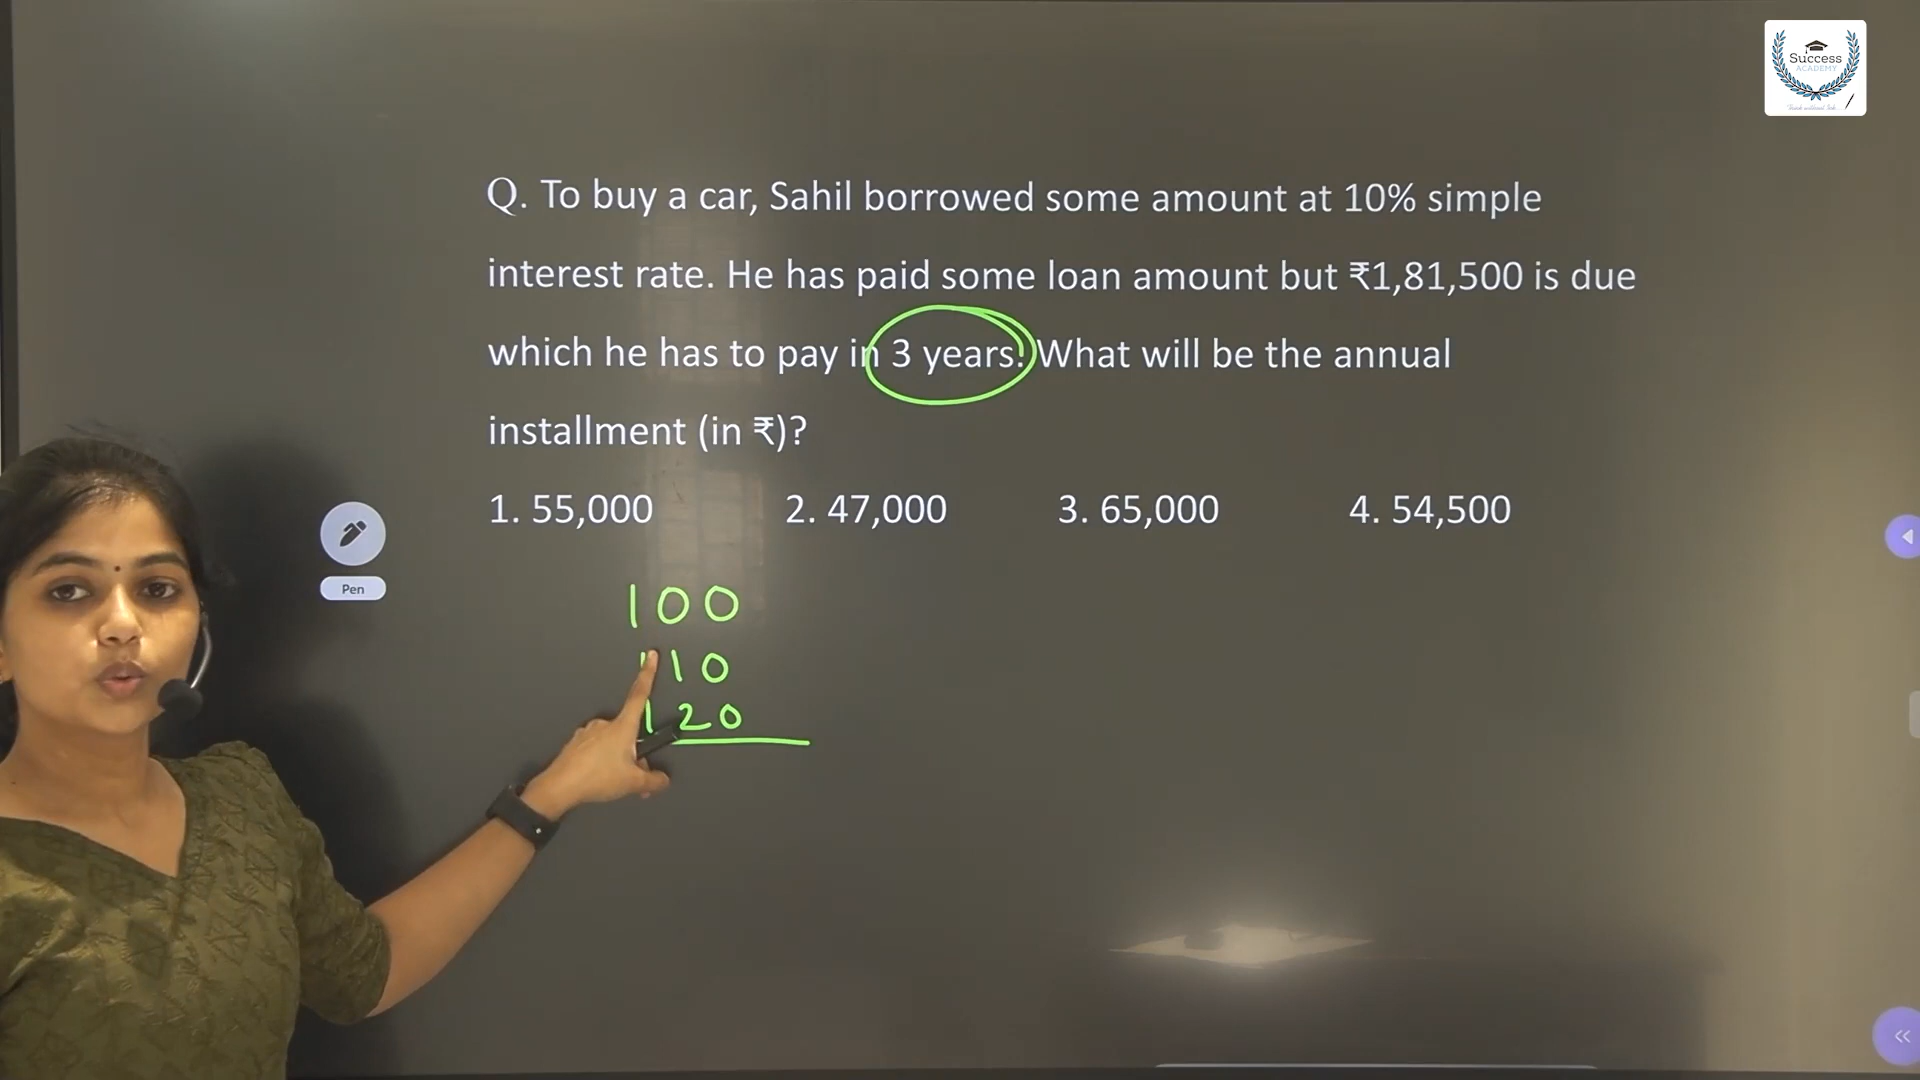 Success
ACADEMY
Q. To buy a car, Sahil borrowed some amount at 10% simple
interest rate. He has paid some loan amount but ₹1,81,500 is due
which he has to pay in 3 years. What will be the annual
installment (in ₹)?
1. 55,000 2. 47,000 3. 65,000 4. 54,500
Pen
100
110
120